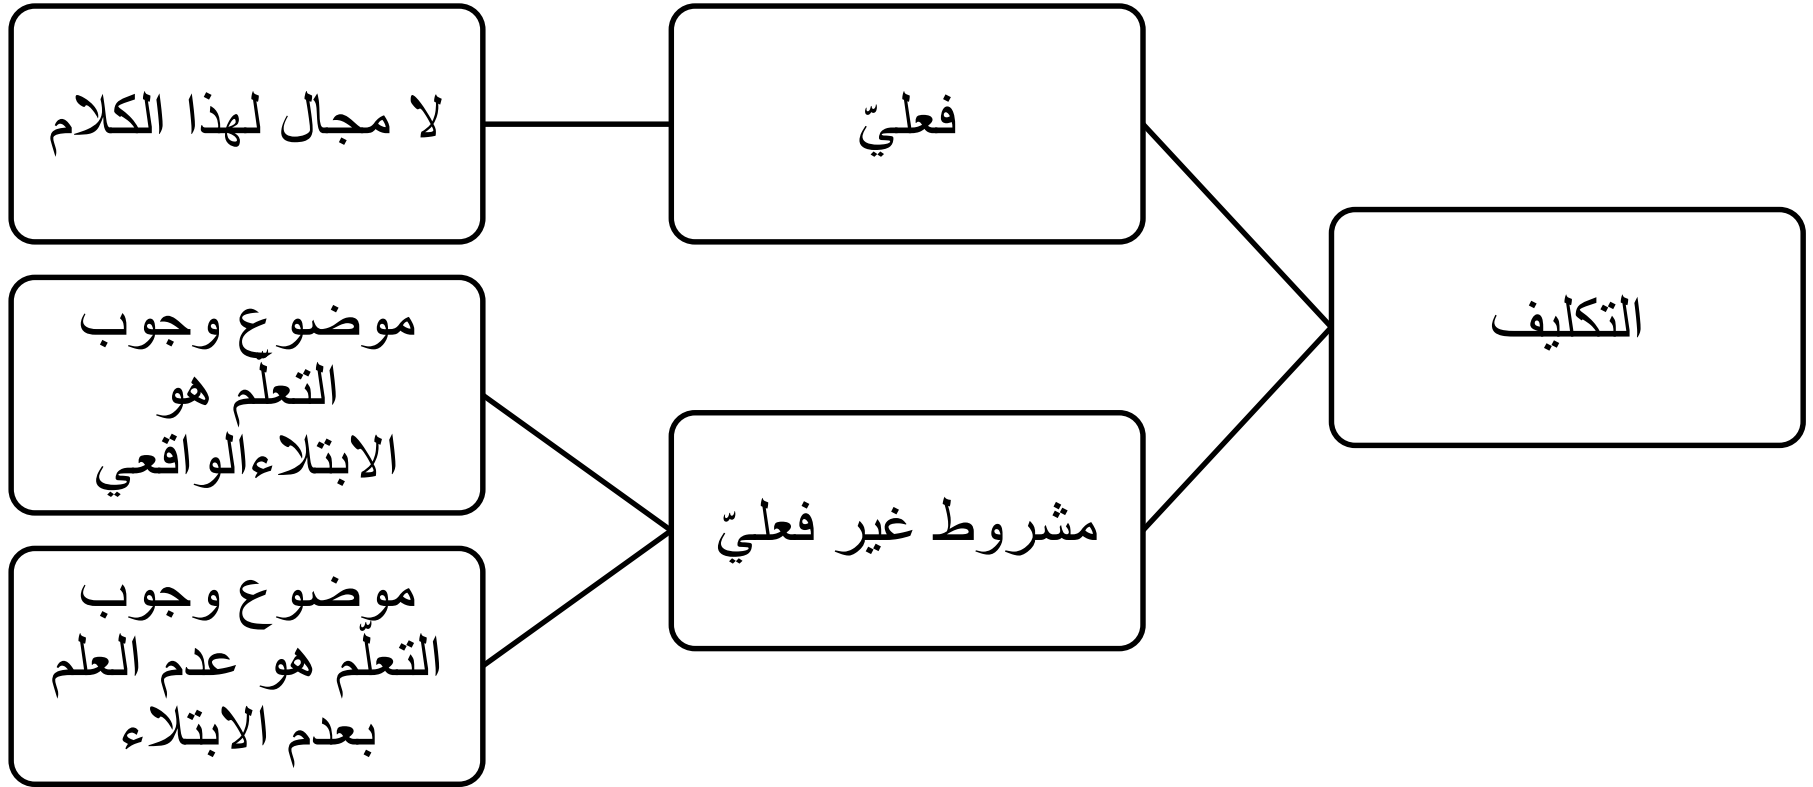 التكليف
فعليّ
لا مجال لهذا الكلام
مشروط غير فعليّ
موضوع وجوب
التعلّم هو
الابتلاءالواقعي
موضوع وجوب
التعلّم هو عدم العلم
بعدم الابتلاء